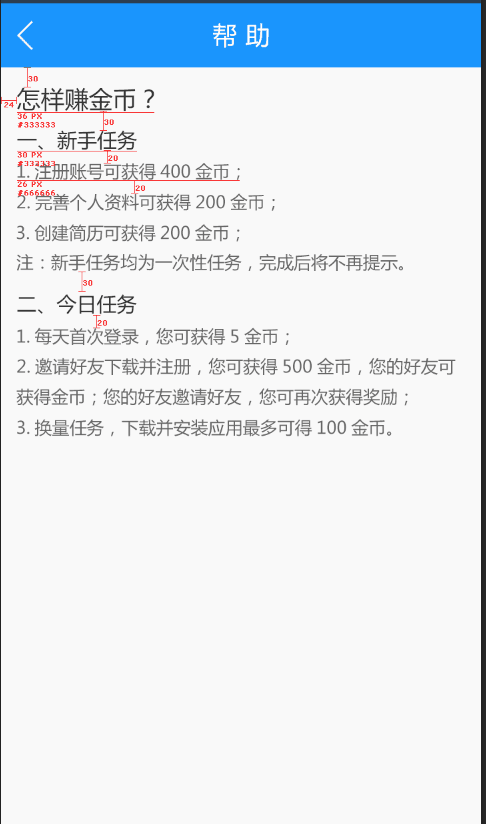 帮 助
30
24
怎样赚金币？
36 PX
#333333
30
一、新手任务
30 PX
#333333
20
1. 注册账号可获得 400 金币；
26 PX
#666666
20
2. 完善个人资料可获得 200 金币；
3. 创建简历可获得 200 金币；
注：新手任务均为一次性任务，完成后将不再提示。
30
二、今日任务
20
1. 每天首次登录，您可获得 5 金币；
2. 邀请好友下载并注册，您可获得 500 金币，您的好友可
获得金币；您的好友邀请好友，您可再次获得奖励；
3. 换量任务，下载并安装应用最多可得 100 金币。